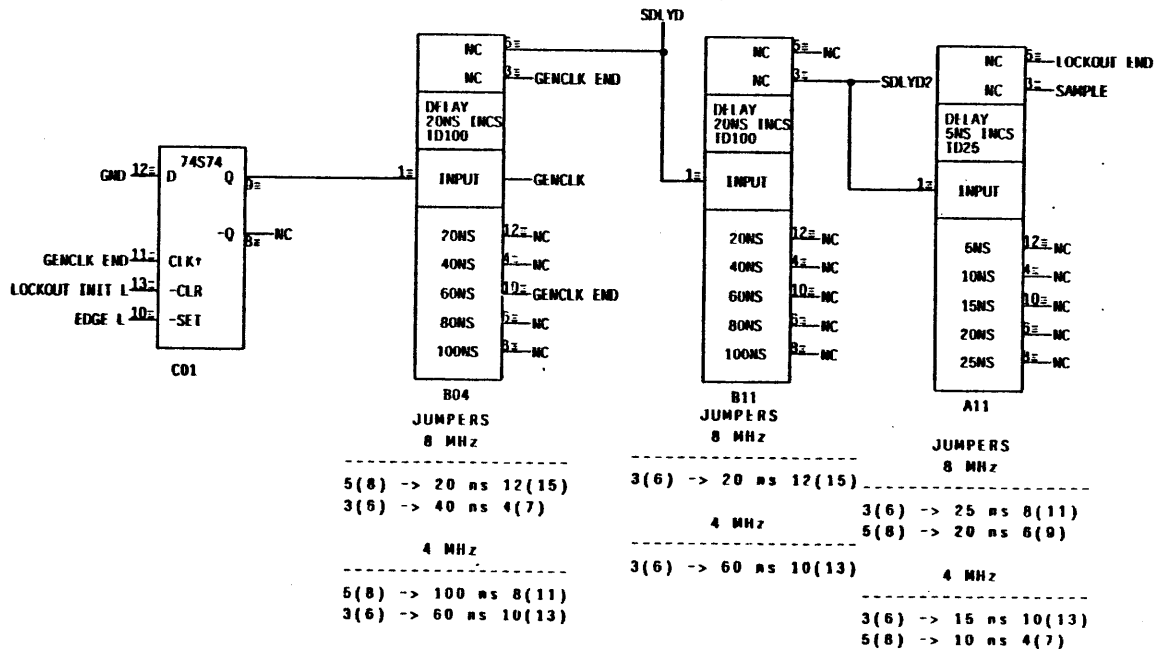 SDLYD
NC 5 NC 5 NC NC 5 LOCKOUT END
NC 3 GENCLK END NC 3 SDLYD? NC 3 SAMPLE
DELAY
20NS INCS
TD100
DELAY
20NS INCS
TD100
DELAY
5NS INCS
TD25
74S74
GND 12 D Q 9
-Q 8 NC
GENCLK END 11 CLK↑
LOCKOUT INIT L 13 -CLR
EDGE L 10 -SET
C01
1 INPUT GENCLK
20NS 12 NC
40NS 4 NC
60NS 10 GENCLK END
80NS 6 NC
100NS 8 NC
B04
1 INPUT
20NS 12 NC
40NS 4 NC
60NS 10 NC
80NS 6 NC
100NS 8 NC
B11
1 INPUT
5NS 12 NC
10NS 4 NC
15NS 10 NC
20NS 6 NC
25NS 8 NC
A11
JUMPERS
8 MHz
5(8) -> 20 ns 12(15)
3(6) -> 40 ns 4(7)
4 MHz
5(8) -> 100 ns 8(11)
3(6) -> 60 ns 10(13)
JUMPERS
8 MHz
3(6) -> 20 ns 12(15)
4 MHz
3(6) -> 60 ns 10(13)
JUMPERS
8 MHz
3(6) -> 25 ns 8(11)
5(8) -> 20 ns 6(9)
4 MHz
3(6) -> 15 ns 10(13)
5(8) -> 10 ns 4(7)